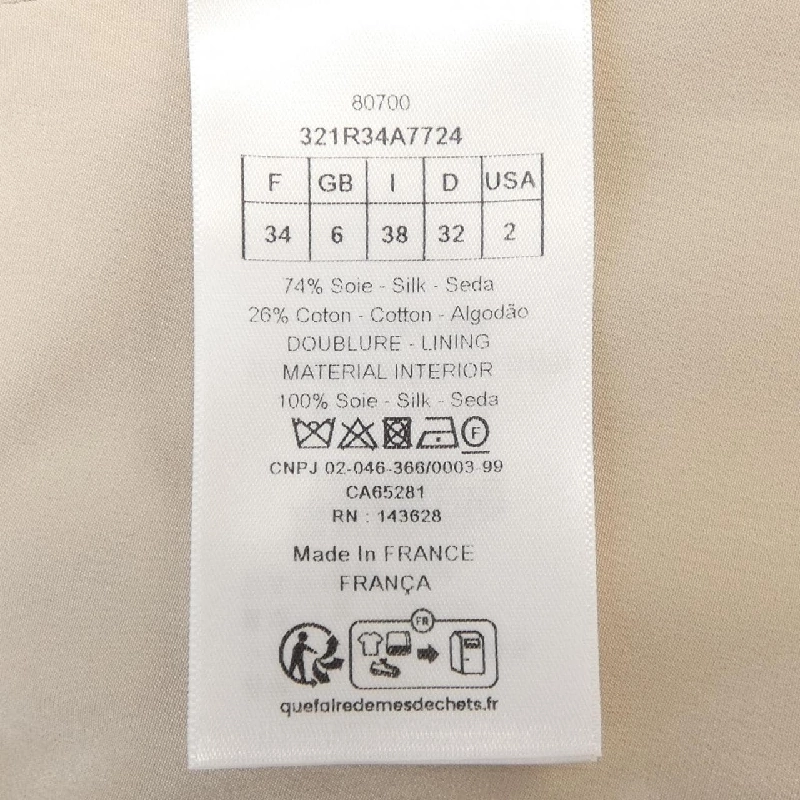 80700
321R34A7724
F GB I D USA
34 6 38 32 2
74% Soie - Silk - Seda
26% Coton - Cotton - Algodão
DOUBLURE - LINING
MATERIAL INTERIOR
100% Soie - Silk - Seda
F
CNPJ 02-046-366/0003-99
CA65281
RN : 143628
Made In FRANCE
FRANÇA
FR
quefairedemesdechets.fr